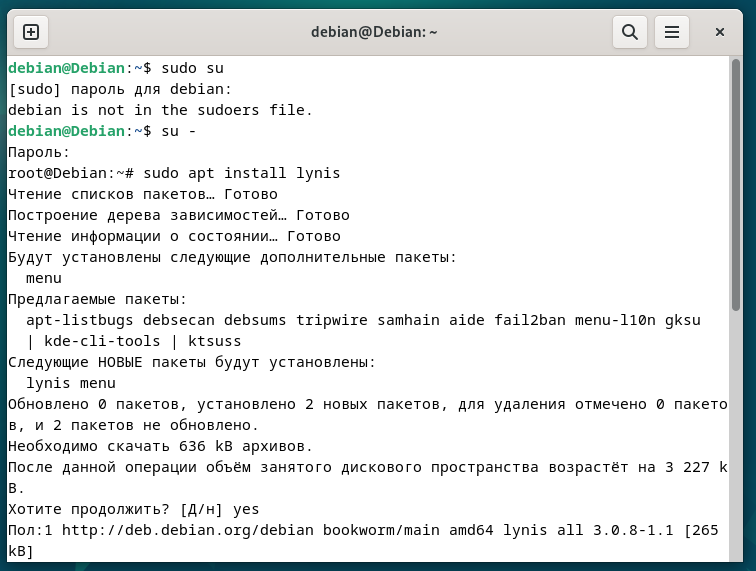 debian@Debian: ~
debian@Debian:~$ sudo su
[sudo] пароль для debian:
debian is not in the sudoers file.
debian@Debian:~$ su -
Пароль:
root@Debian:~# sudo apt install lynis
Чтение списков пакетов… Готово
Построение дерева зависимостей… Готово
Чтение информации о состоянии… Готово
Будут установлены следующие дополнительные пакеты:
  menu
Предлагаемые пакеты:
  apt-listbugs debsecan debsums tripwire samhain aide fail2ban menu-l10n gksu
  | kde-cli-tools | ktsuss
Следующие НОВЫЕ пакеты будут установлены:
  lynis menu
Обновлено 0 пакетов, установлено 2 новых пакетов, для удаления отмечено 0 пакето
в, и 2 пакетов не обновлено.
Необходимо скачать 636 kB архивов.
После данной операции объём занятого дискового пространства возрастёт на 3 227 k
B.
Хотите продолжить? [Д/н] yes
Пол:1 http://deb.debian.org/debian bookworm/main amd64 lynis all 3.0.8-1.1 [265
kB]